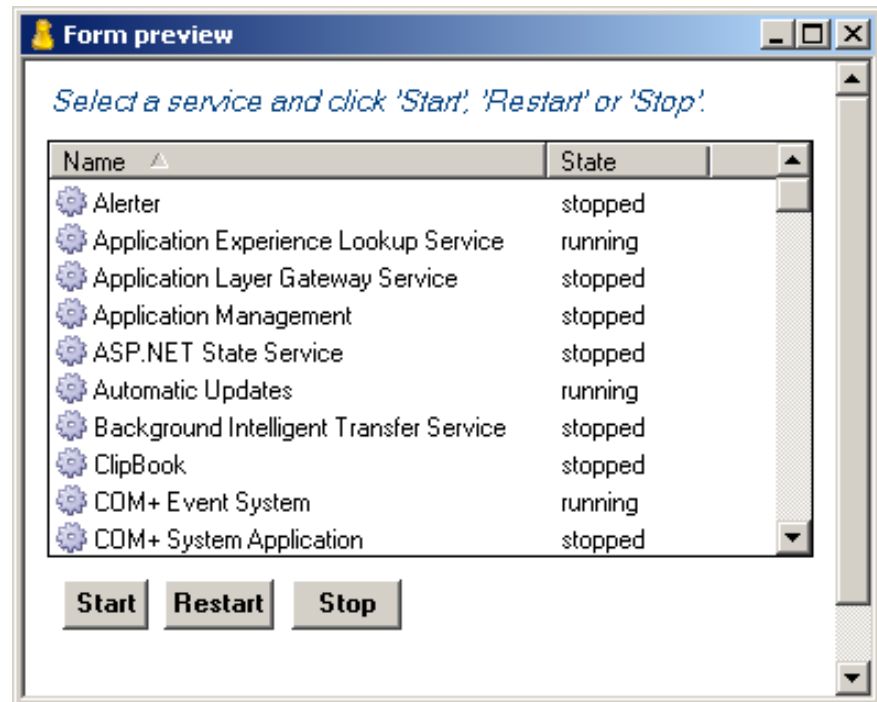 Form preview
Select a service and click 'Start', 'Restart' or 'Stop'.
Name State
Alerter stopped
Application Experience Lookup Service running
Application Layer Gateway Service stopped
Application Management stopped
ASP.NET State Service stopped
Automatic Updates running
Background Intelligent Transfer Service stopped
ClipBook stopped
COM+ Event System running
COM+ System Application stopped
Start Restart Stop